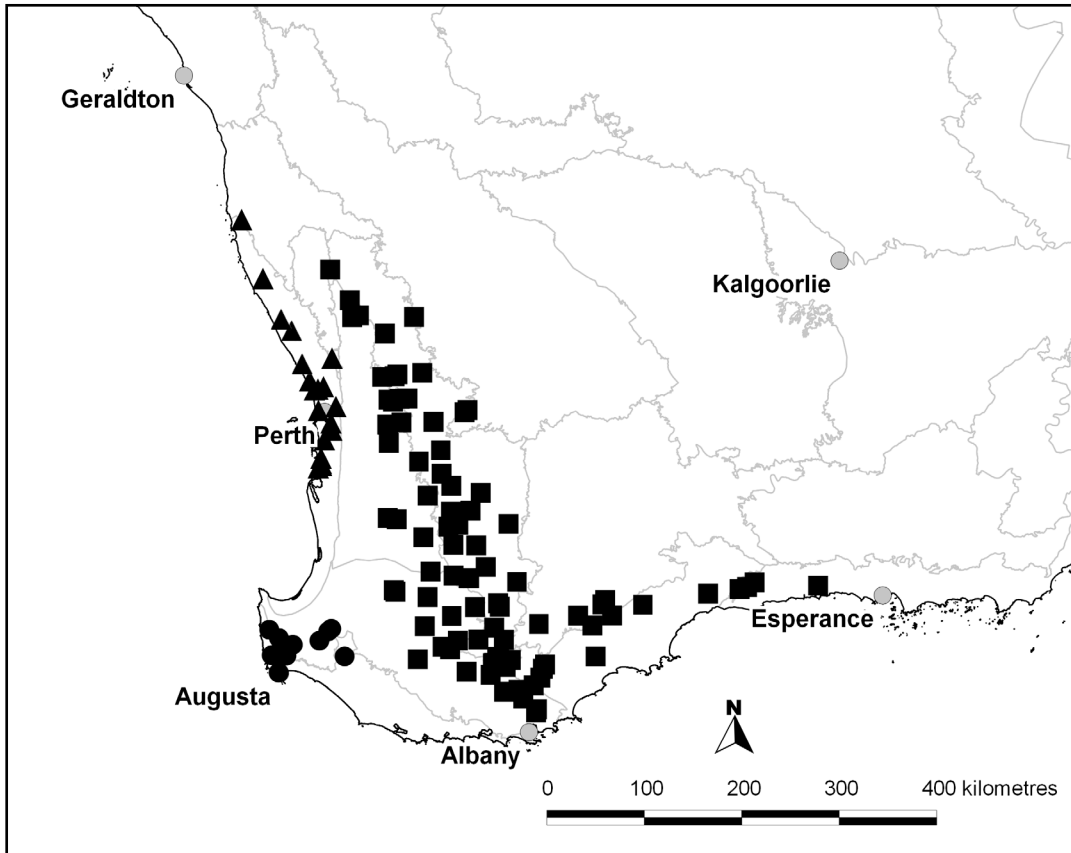 Geraldton
Kalgoorlie
Perth
Esperance
Augusta
N
Albany
0 100 200 300 400 kilometres